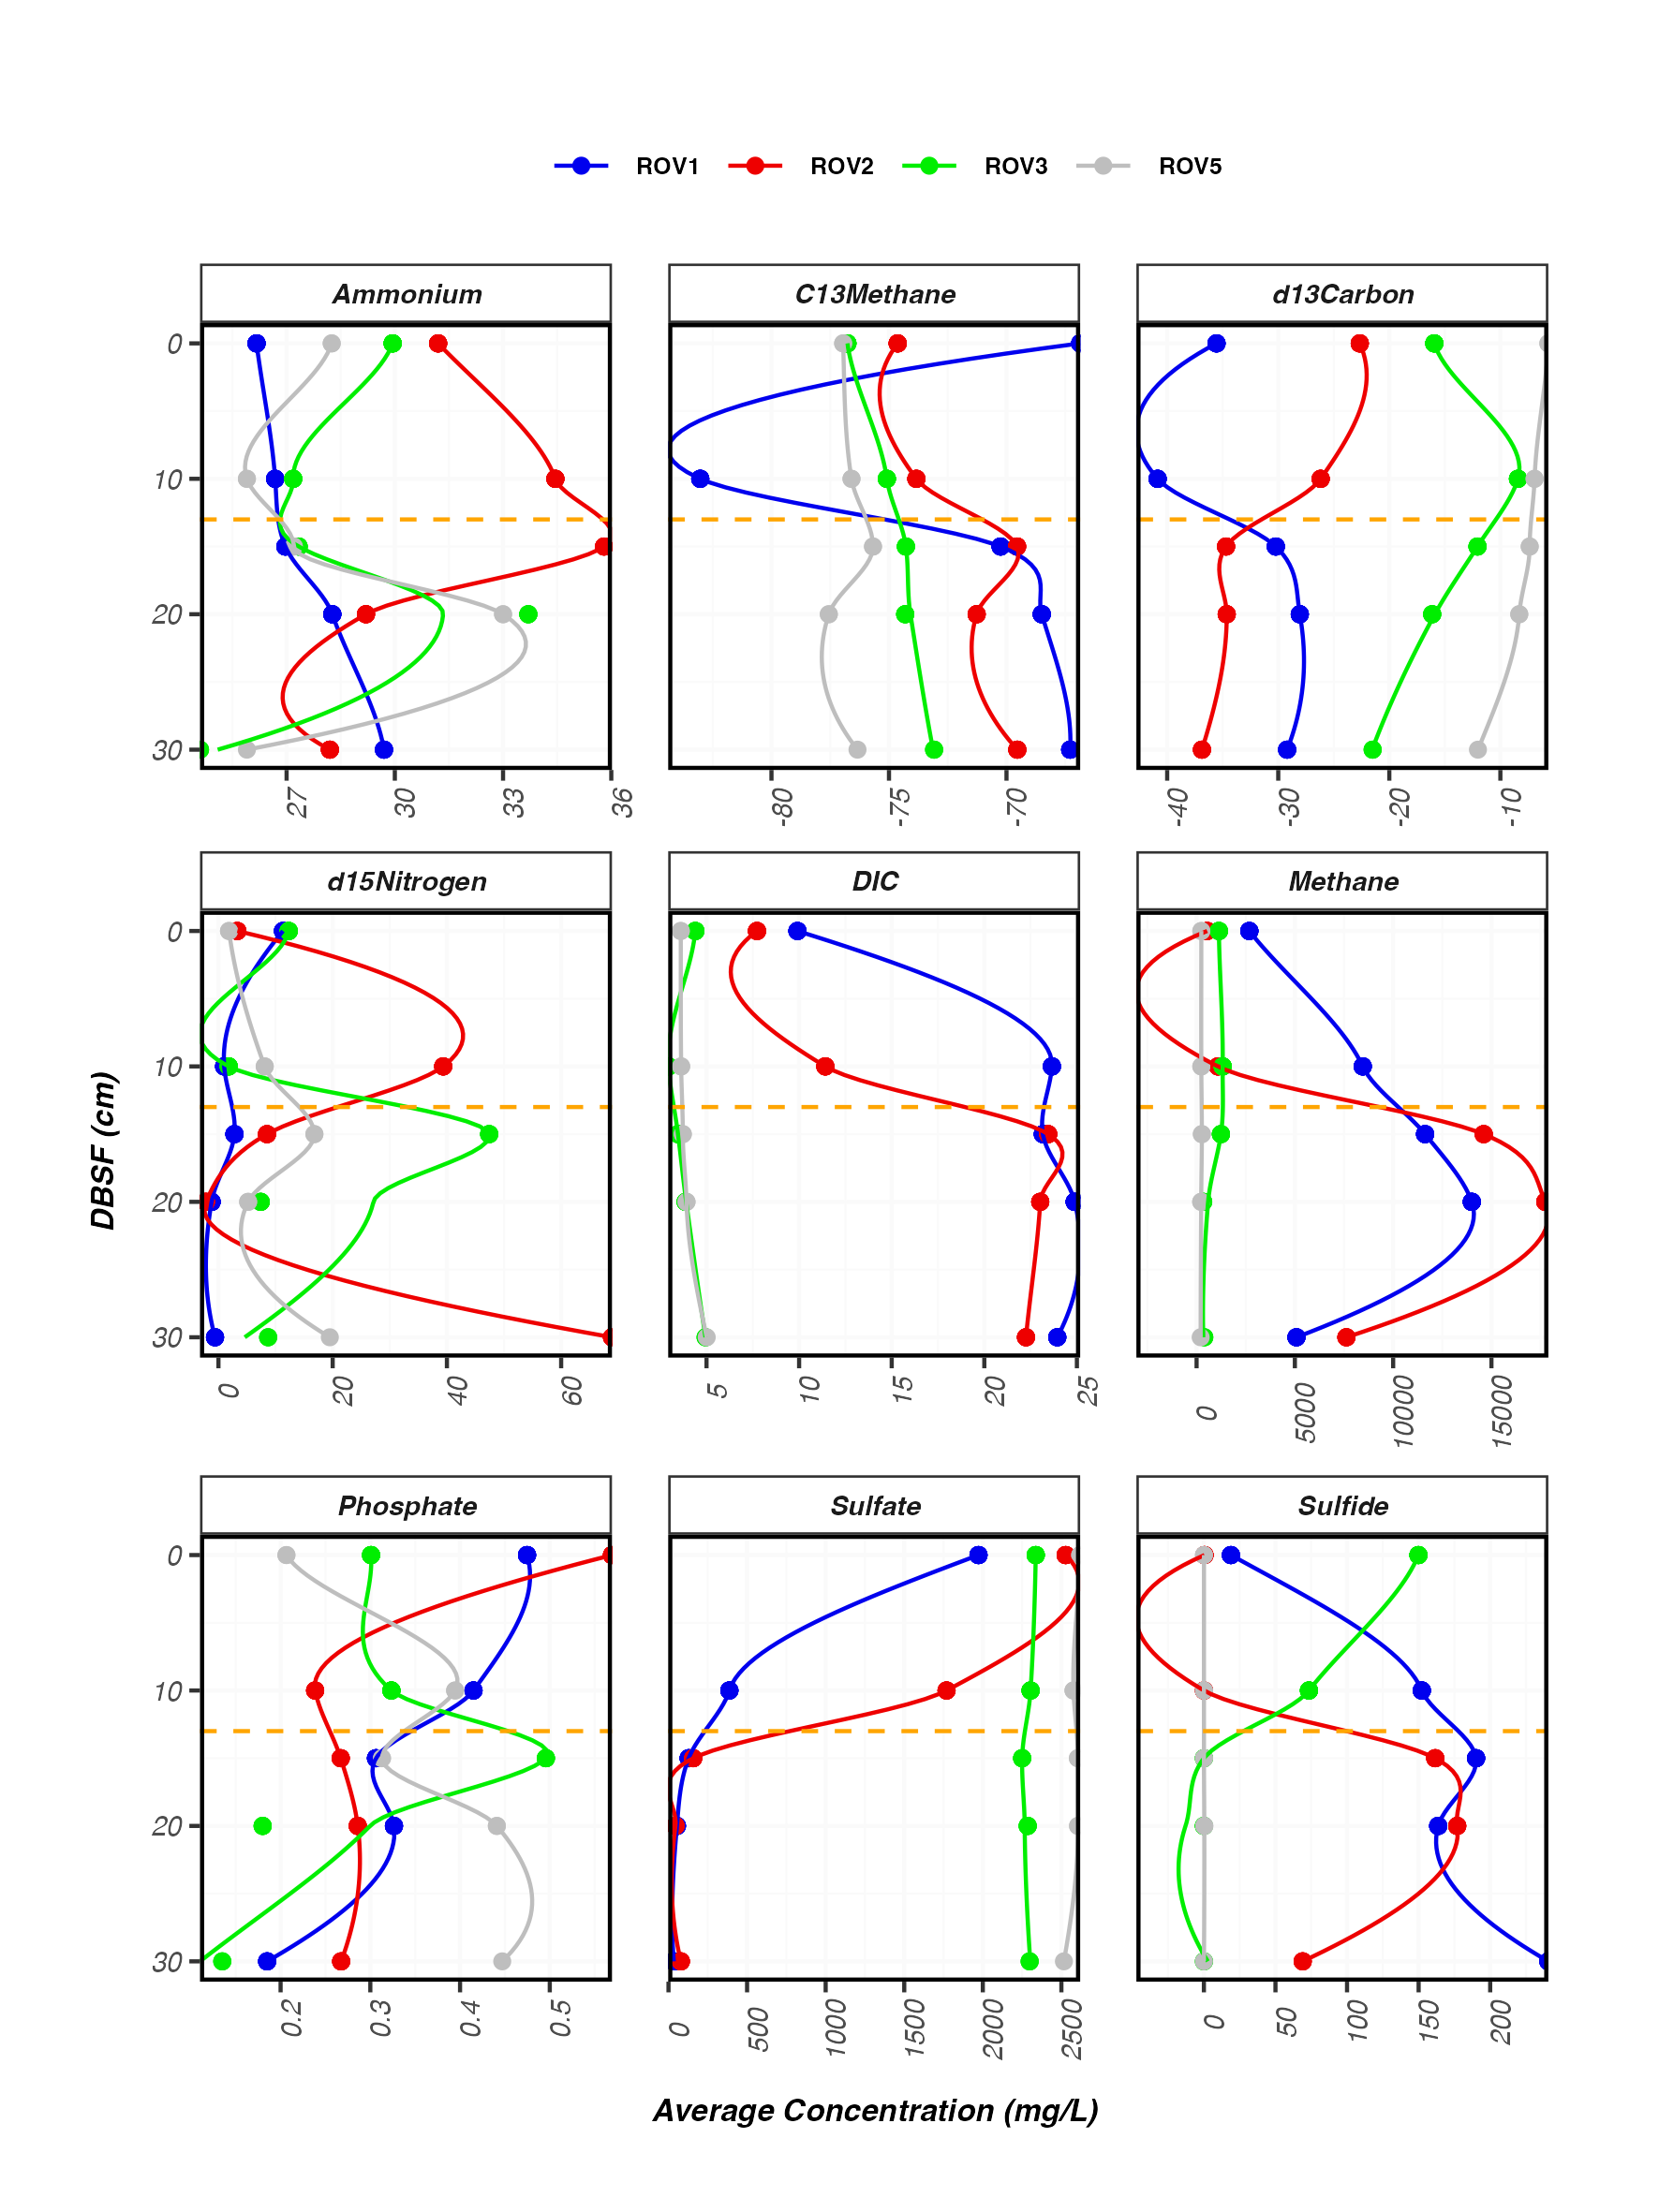 ROV1 ROV2 ROV3 ROV5
Ammonium C13Methane d13Carbon
0
10
20
30
27 30 33 36 -80 -75 -70 -40 -30 -20 -10
d15Nitrogen DIC Methane
0
10
20
30
0 20 40 60 5 10 15 20 25 0 5000 10000 15000
DBSF (cm)
Phosphate Sulfate Sulfide
0
10
20
30
0.2 0.3 0.4 0.5 0 500 1000 1500 2000 2500 0 50 100 150 200
Average Concentration (mg/L)